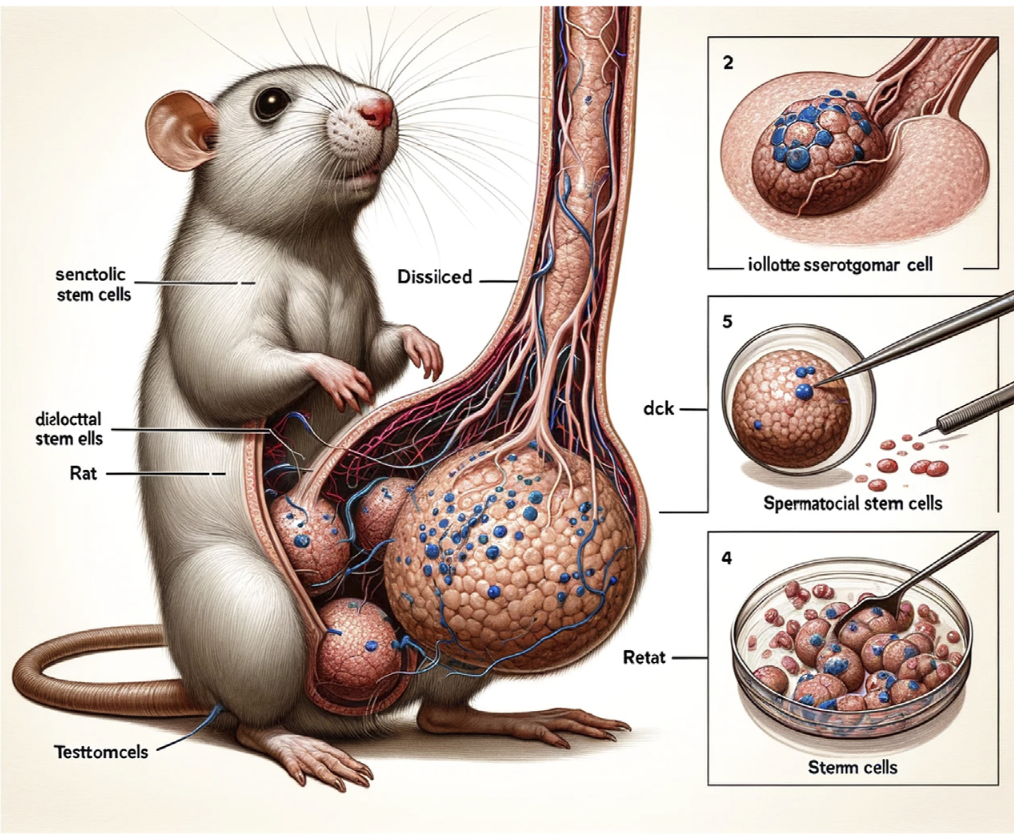 2
senctolic
stem cells
Dissilced
iollotte sserotgomar cell
5
dck
dislocttal
stem ells
Rat
Spermatocial stem cells
4
Retat
Testtomcels
Stemm cells